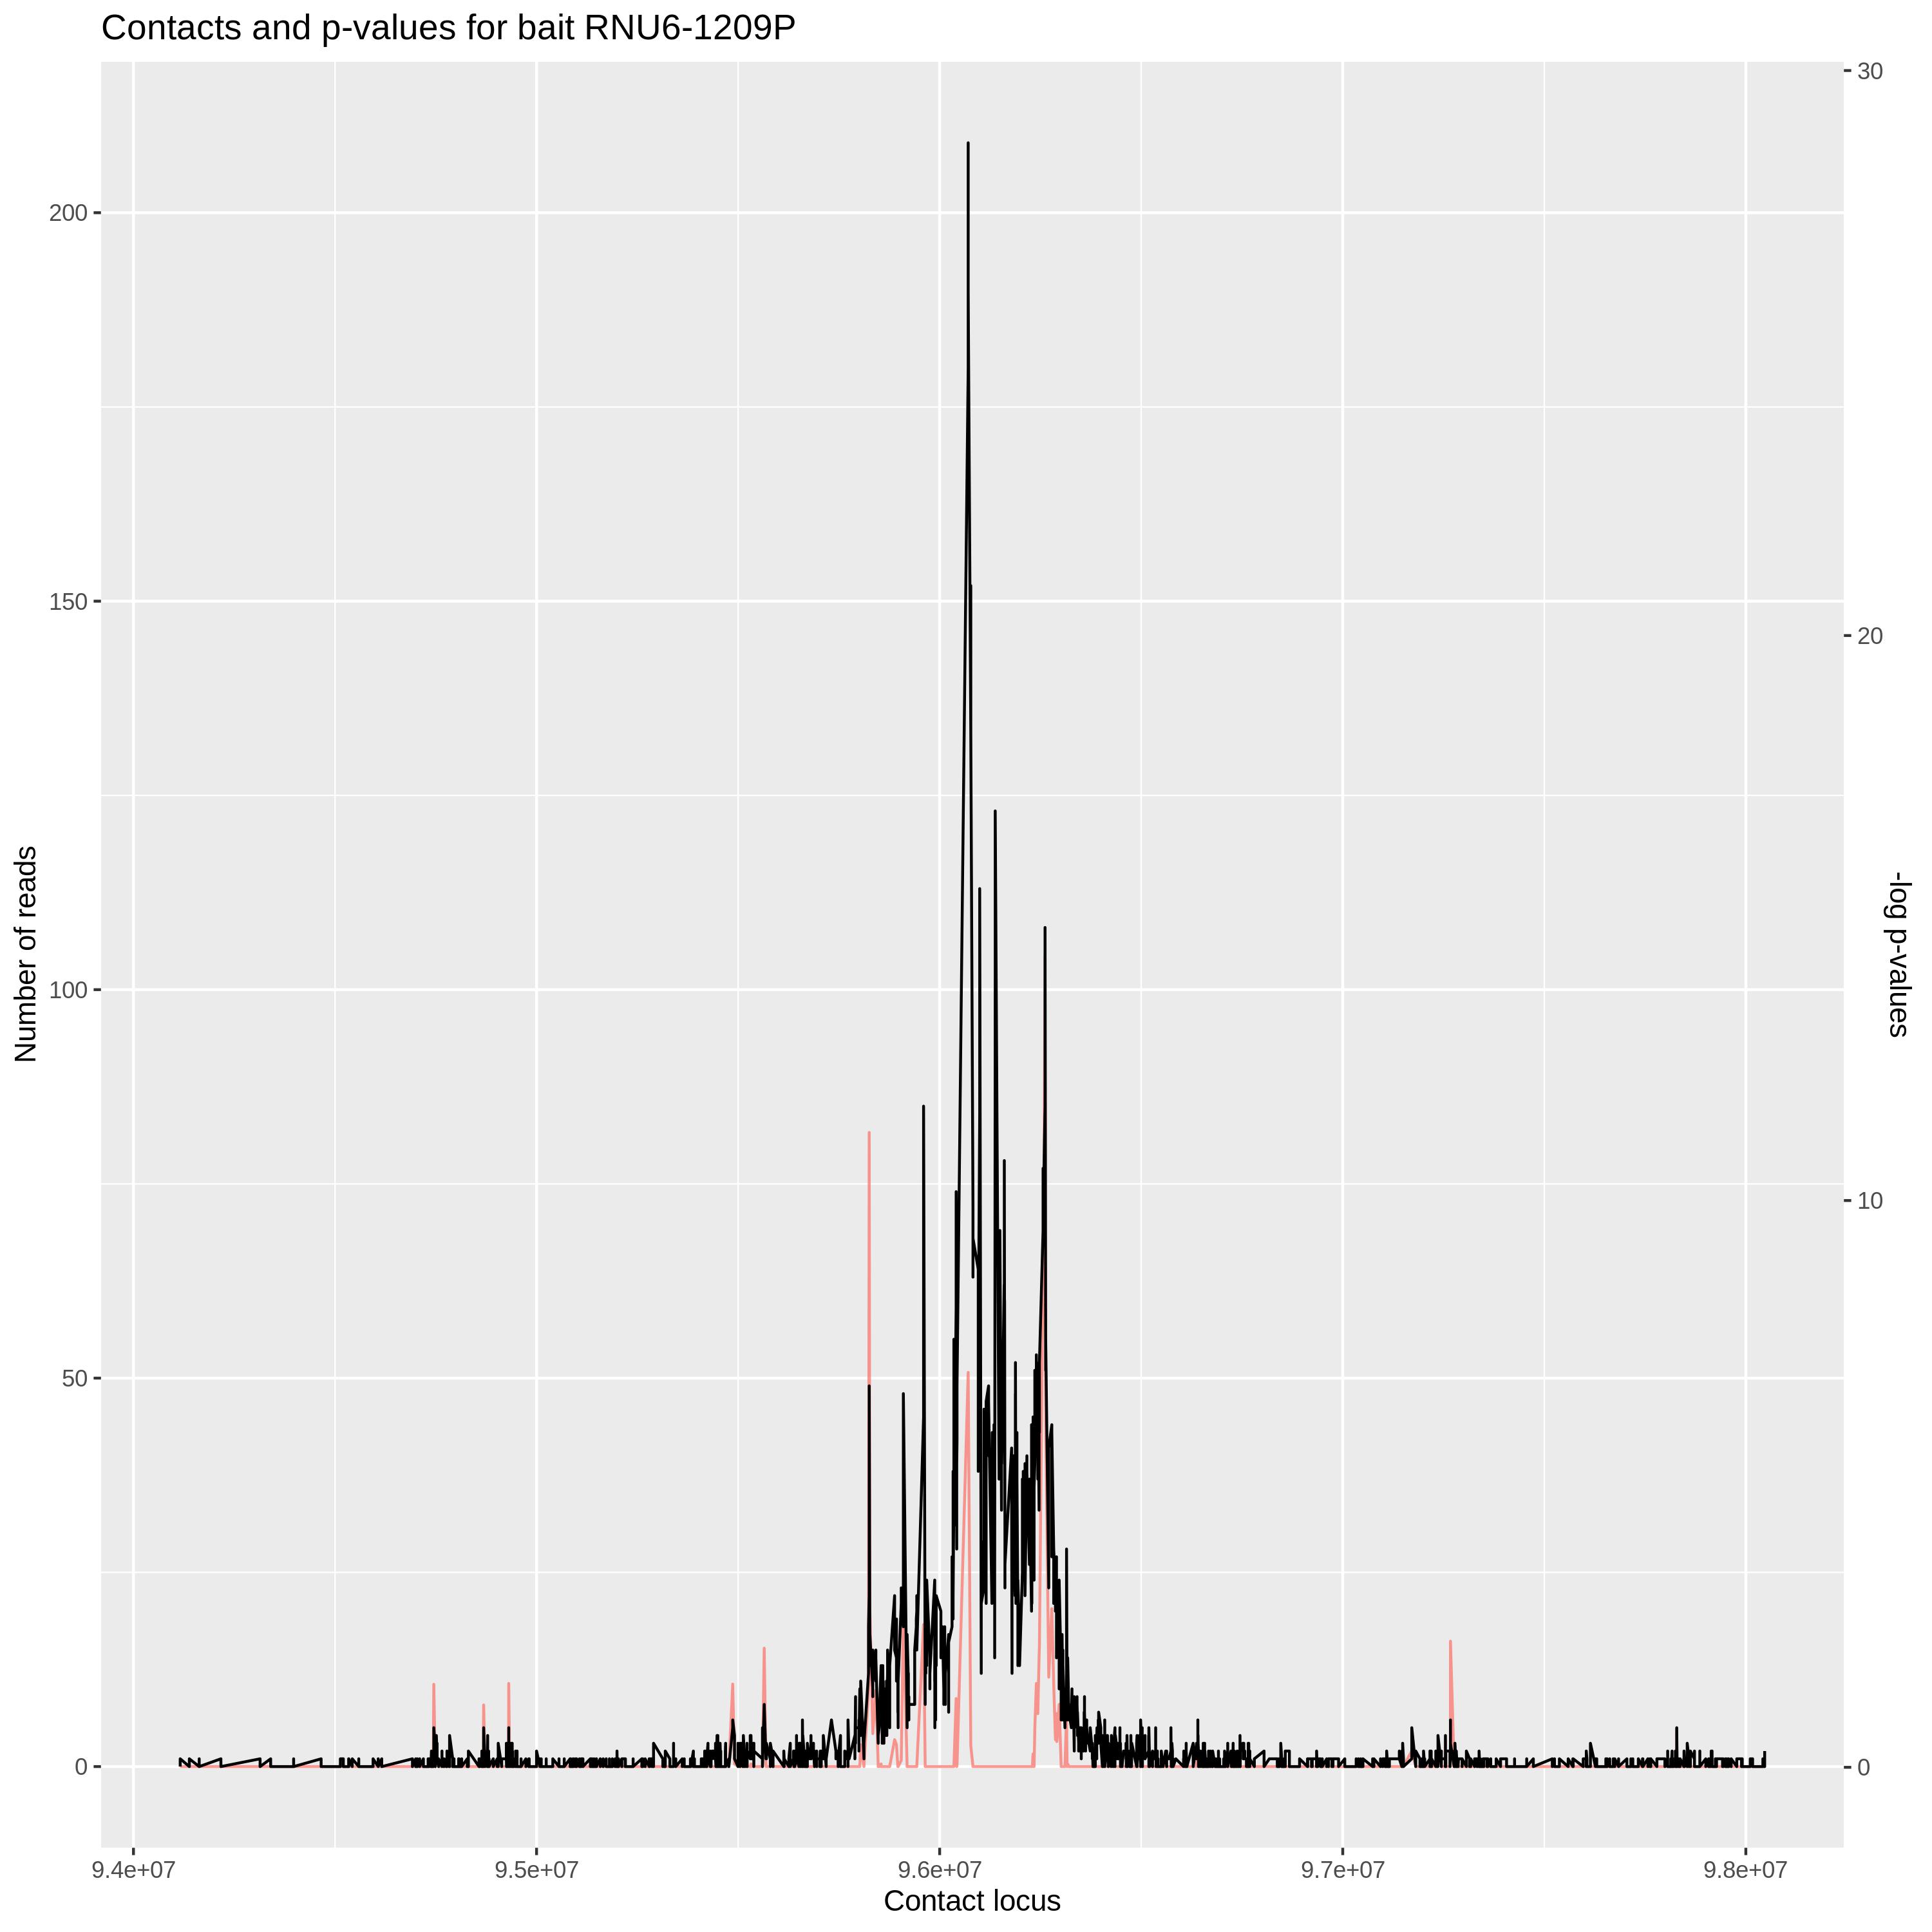 Contacts and p-values for bait RNU6-1209P
30
200
150
20
Number of reads
-log p-values
100
10
50
0
0
9.4e+07
9.5e+07
9.6e+07
9.7e+07
9.8e+07
Contact locus